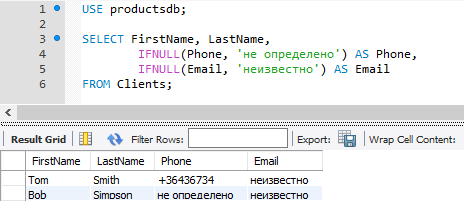 1 USE productsdb;
2
3 SELECT FirstName, LastName,
4 IFNULL(Phone, 'не определено') AS Phone,
5 IFNULL(Email, 'неизвестно') AS Email
6 FROM Clients;
Result Grid Filter Rows: Export: Wrap Cell Content:
FirstName LastName Phone Email
Tom Smith +36436734 неизвестно
Bob Simpson не определено неизвестно